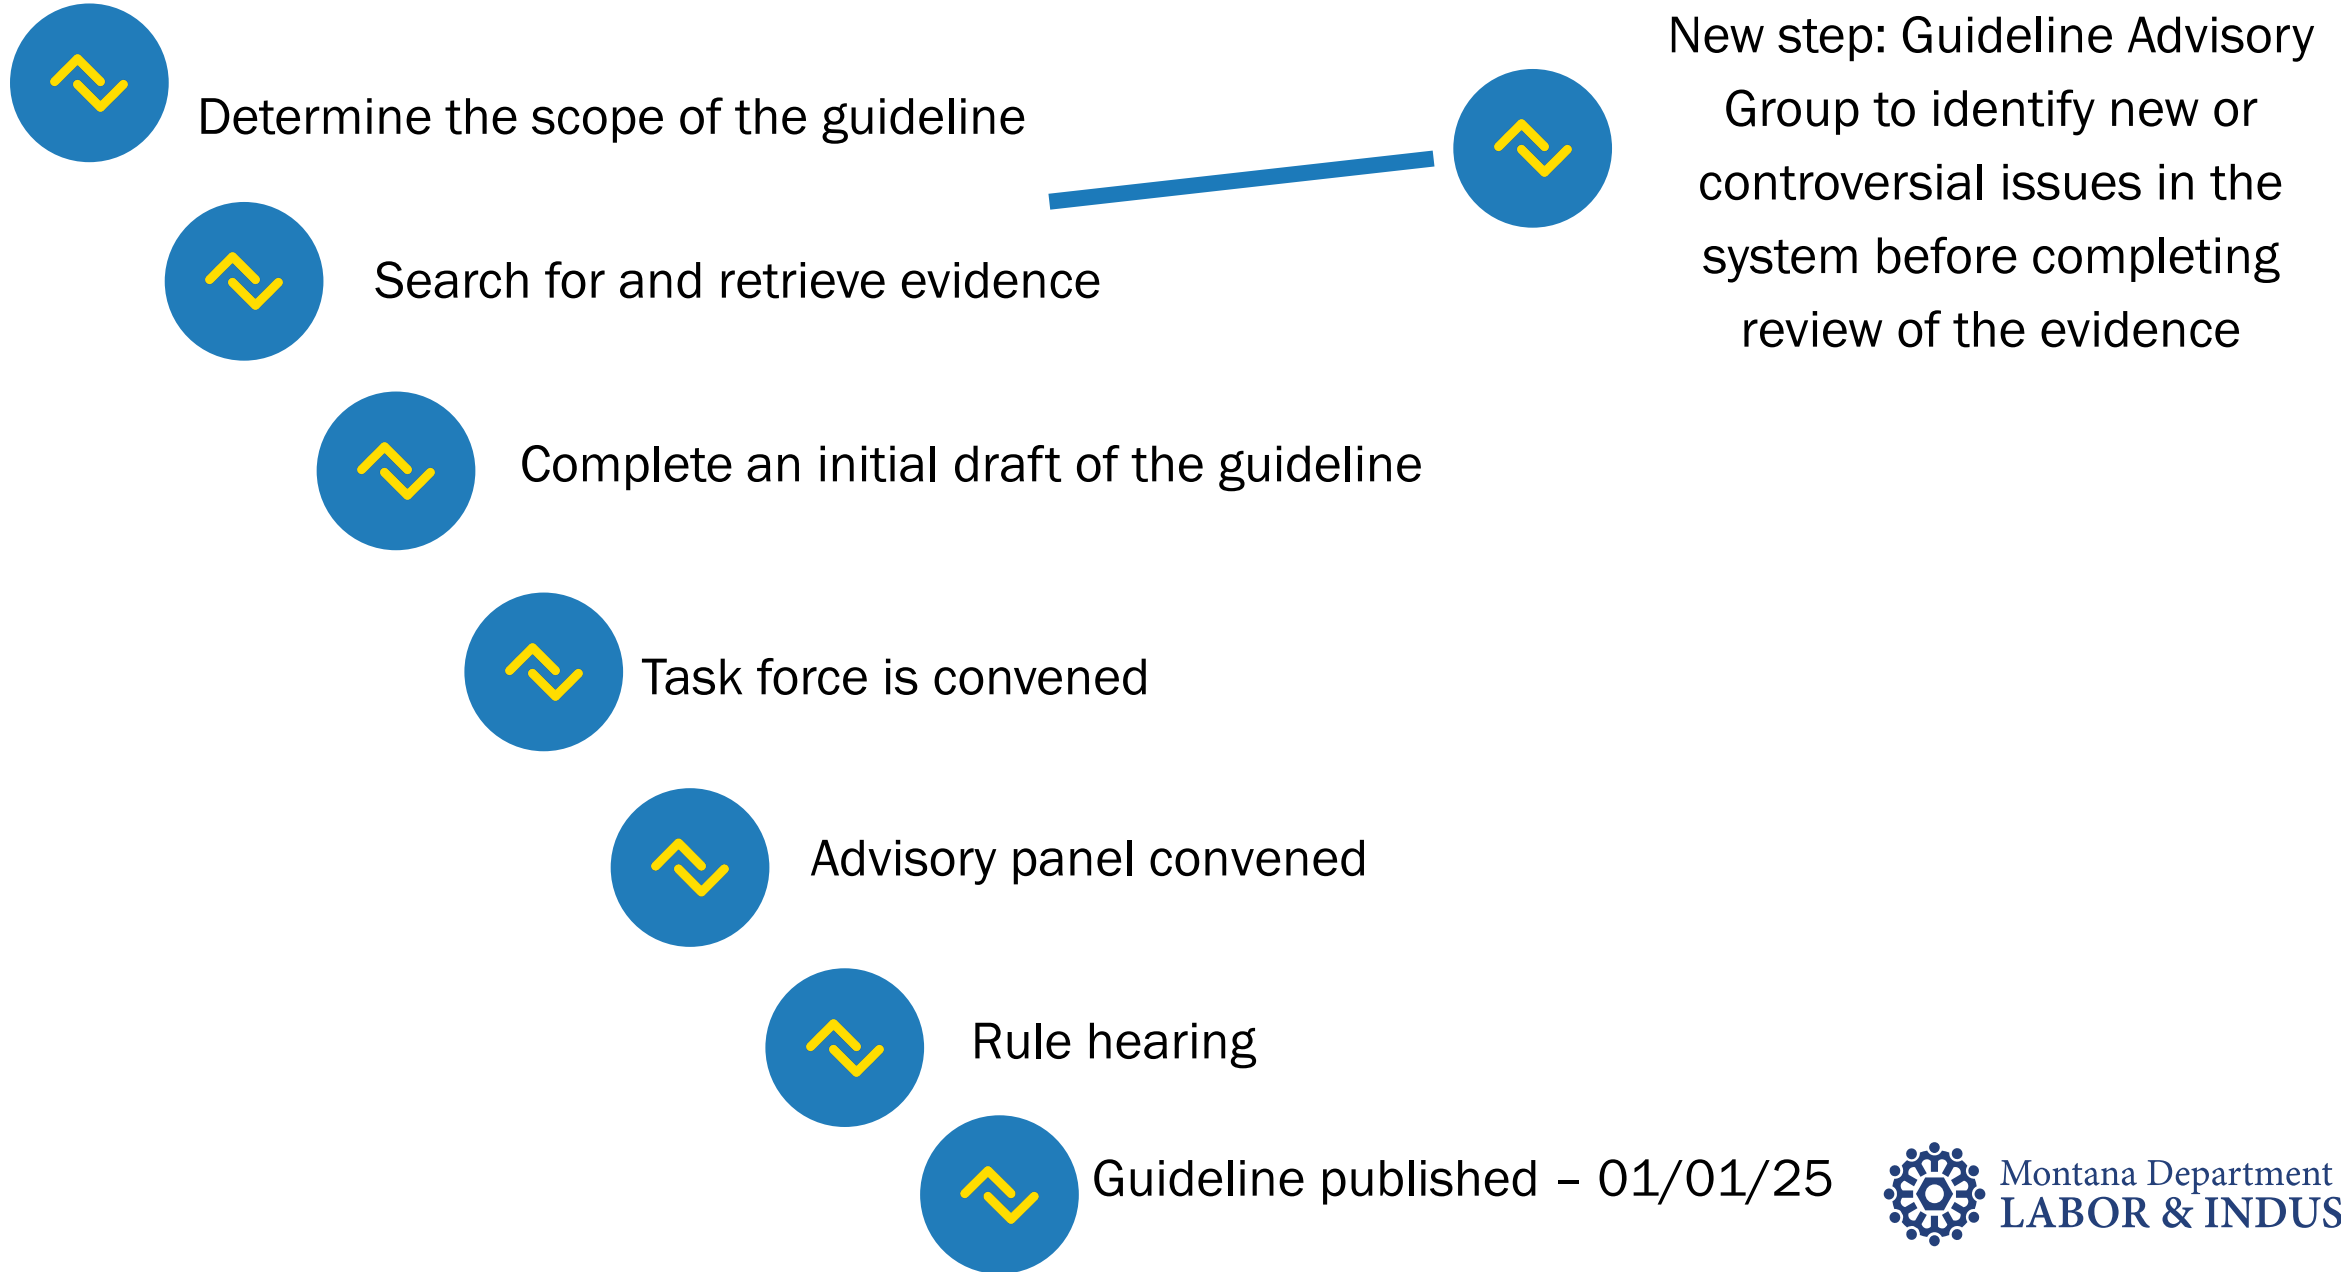 Determine the scope of the guideline
Search for and retrieve evidence
Complete an initial draft of the guideline
Task force is convened
Advisory panel convened
Rule hearing
Guideline published – 01/01/25
New step: Guideline Advisory
Group to identify new or
controversial issues in the
system before completing
review of the evidence
Montana Department
LABOR & INDUS